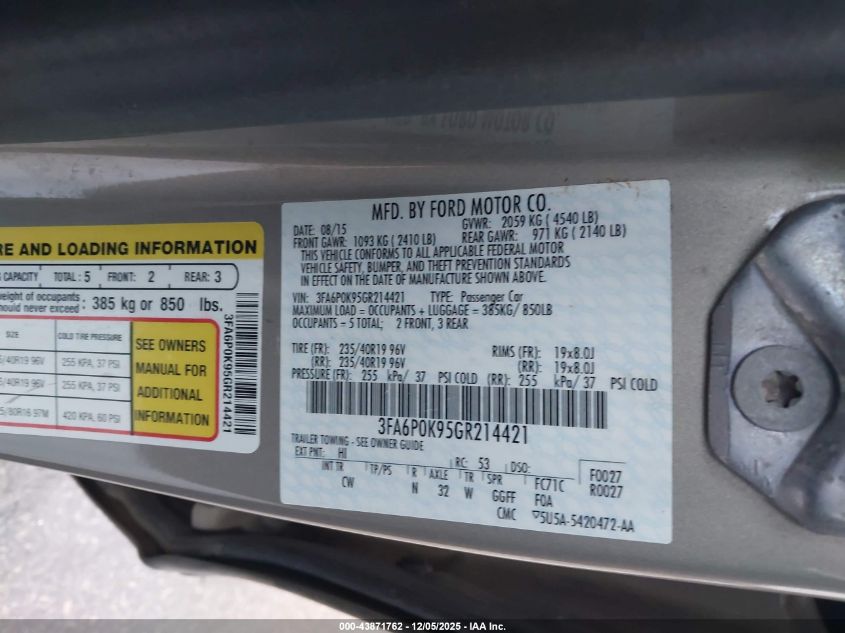 RE AND LOADING INFORMATION
G CAPACITY TOTAL : 5 FRONT: 2 REAR: 3
weight of occupants
hould never exceed : 385 kg or 850 lbs.
SIZE COLD TIRE PRESSURE
/40R19 96V 255 KPA, 37 PSI
/40R19 96V 255 KPA, 37 PSI
5/80R16 97M 420 KPA, 60 PSI
SEE OWNERS
MANUAL FOR
ADDITIONAL
INFORMATION
3FA6P0K95GR214421
MFD. BY FORD MOTOR CO.
DATE: 08/15 GVWR: 2059 KG ( 4540 LB)
FRONT GAWR: 1093 KG ( 2410 LB) REAR GAWR: 971 KG ( 2140 LB)
THIS VEHICLE CONFORMS TO ALL APPLICABLE FEDERAL MOTOR
VEHICLE SAFETY, BUMPER, AND THEFT PREVENTION STANDARDS
IN EFFECT ON THE DATE OF MANUFACTURE SHOWN ABOVE.
VIN: 3FA6P0K95GR214421 TYPE: Passenger Car
MAXIMUM LOAD = OCCUPANTS + LUGGAGE = 385KG/ 850LB
OCCUPANTS - 5 TOTAL; 2 FRONT, 3 REAR
TIRE (FR): 235/40R19 96V RIMS (FR): 19x8.0J
(RR): 235/40R19 96V (RR): 19x8.0J
PRESSURE (FR): 255 kPa/ 37 PSI COLD (RR): 255 kPa/ 37 PSI COLD
3FA6P0K95GR214421
TRAILER TOWING - SEE OWNER GUIDE
EXT PNT: HI RC: 53 DSO: F0027
INT TR TP/PS R AXLE TR SPR FC71C R0027
CW N 32 W GGFF F0A
CMC 5U5A-5420472-AA
000-43871762 - 12/05/2025 - IAA Inc.